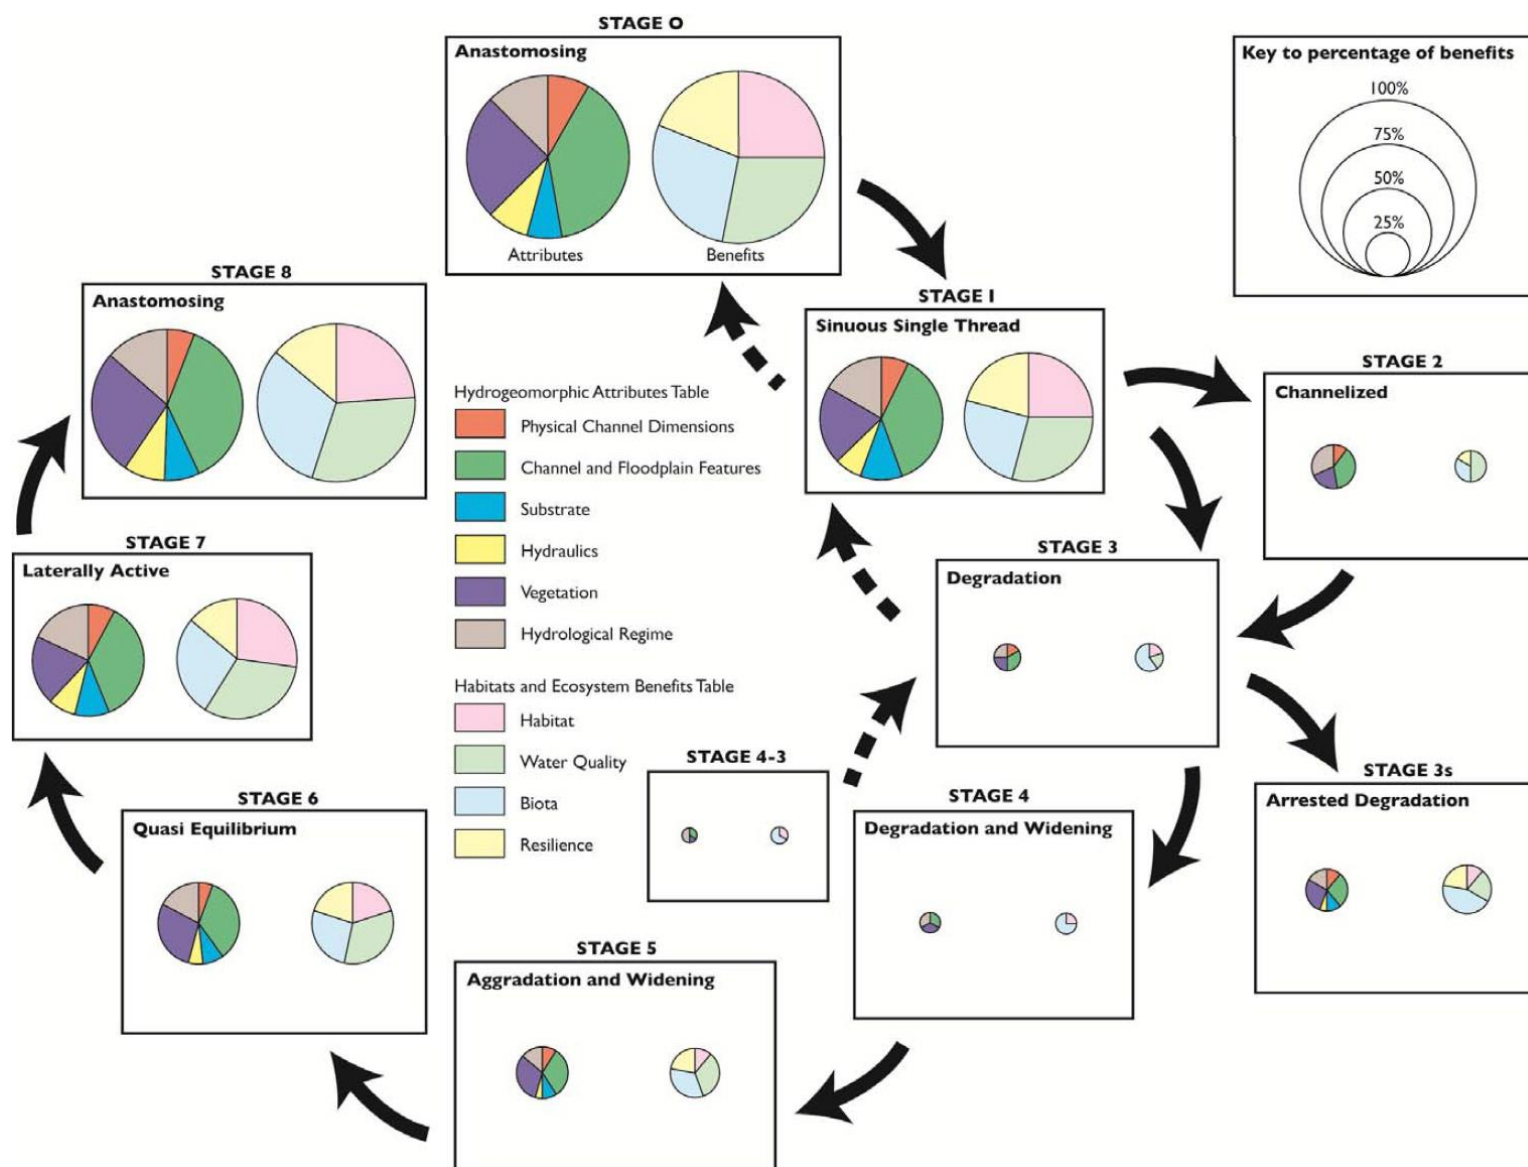 STAGE O
Anastomosing
Attributes
Benefits
Key to percentage of benefits
100%
75%
50%
25%
STAGE 8
Anastomosing
STAGE I
Sinuous Single Thread
STAGE 2
Channelized
Hydrogeomorphic Attributes Table
Physical Channel Dimensions
Channel and Floodplain Features
Substrate
Hydraulics
Vegetation
Hydrological Regime
Habitats and Ecosystem Benefits Table
Habitat
Water Quality
Biota
Resilience
STAGE 7
Laterally Active
STAGE 3
Degradation
STAGE 4-3
STAGE 3s
Arrested Degradation
STAGE 6
Quasi Equilibrium
STAGE 4
Degradation and Widening
STAGE 5
Aggradation and Widening